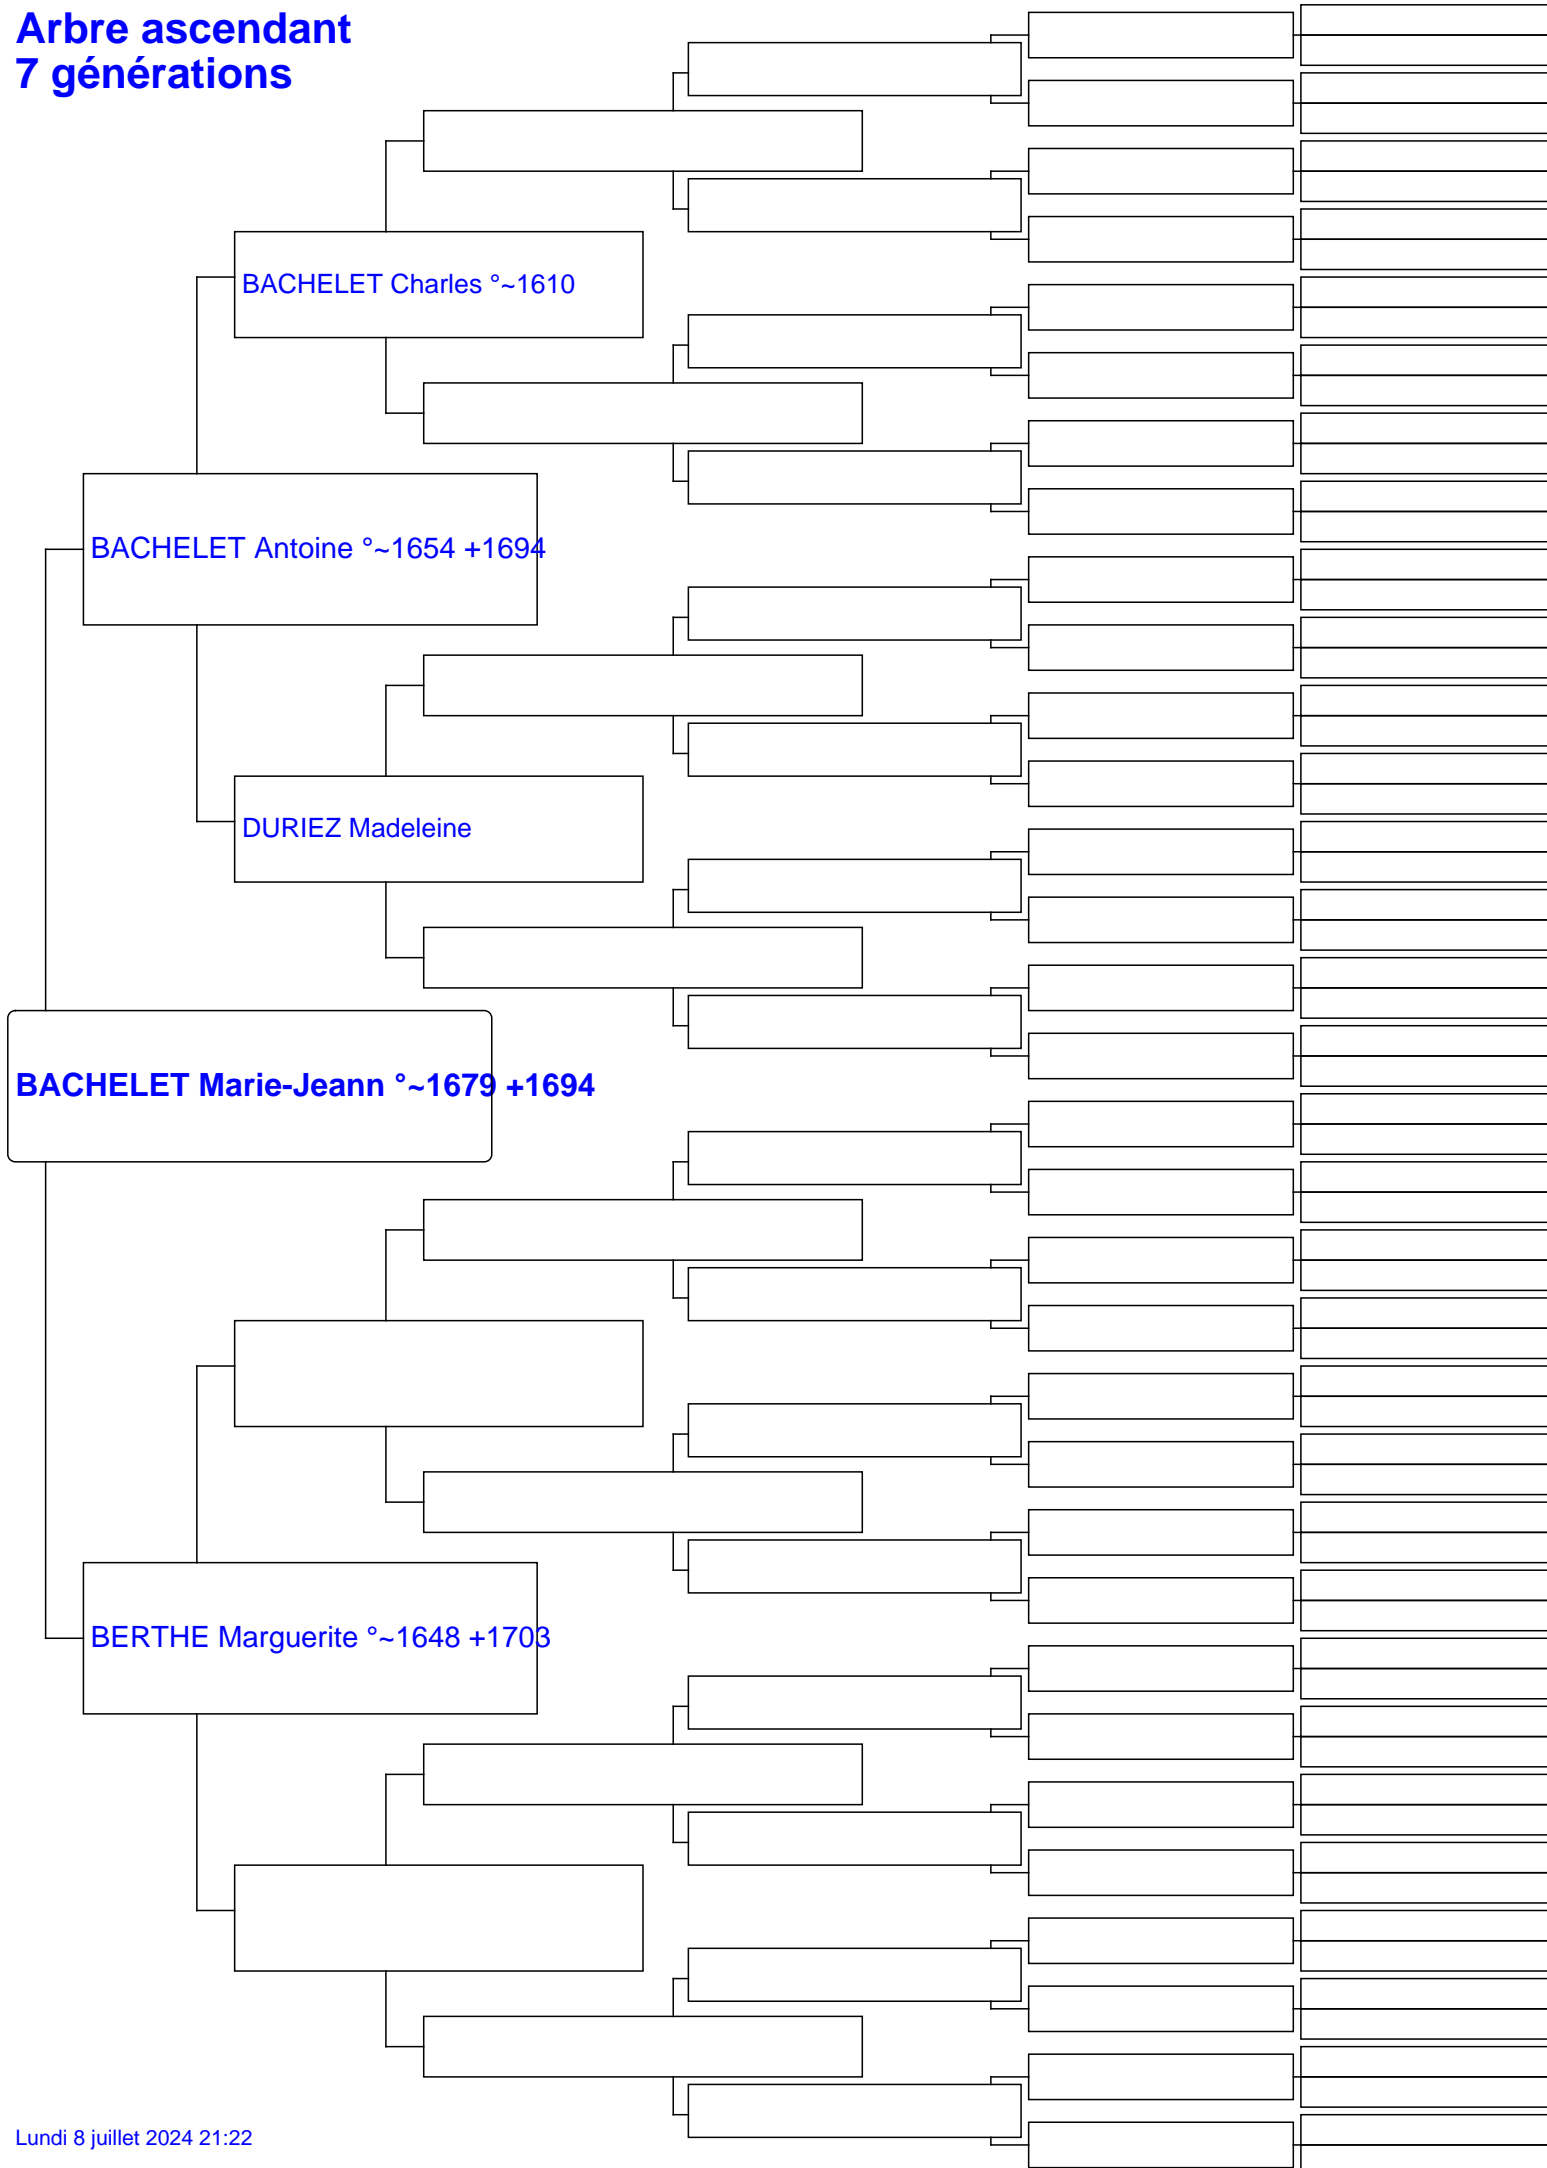 Arbre ascendant
7 générations
BACHELET Charles °~1610
BACHELET Antoine °~1654 +1694
DURIEZ Madeleine
BACHELET Marie-Jeann °~1679 +1694
BERTHE Marguerite °~1648 +1703
Lundi 8 juillet 2024 21:22